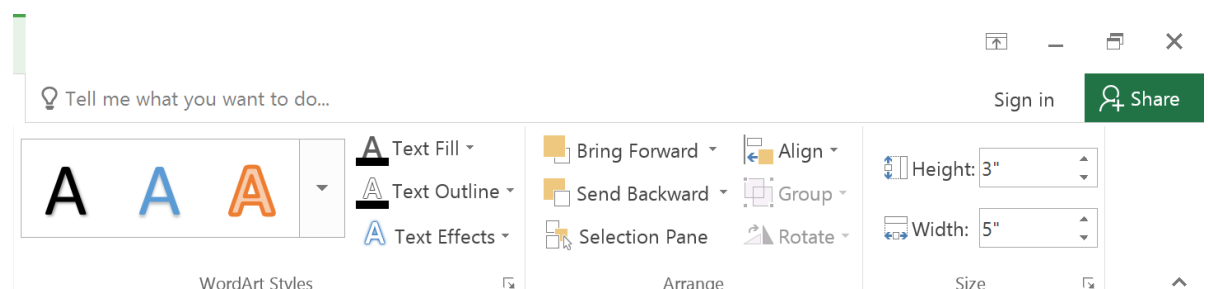 Tell me what you want to do...
Sign in
Share
A A A
A Text Fill
A Text Outline
A Text Effects
Bring Forward
Send Backward
Selection Pane
Align
Group
Rotate
Height: 3"
Width: 5"
WordArt Styles
Arrange
Size